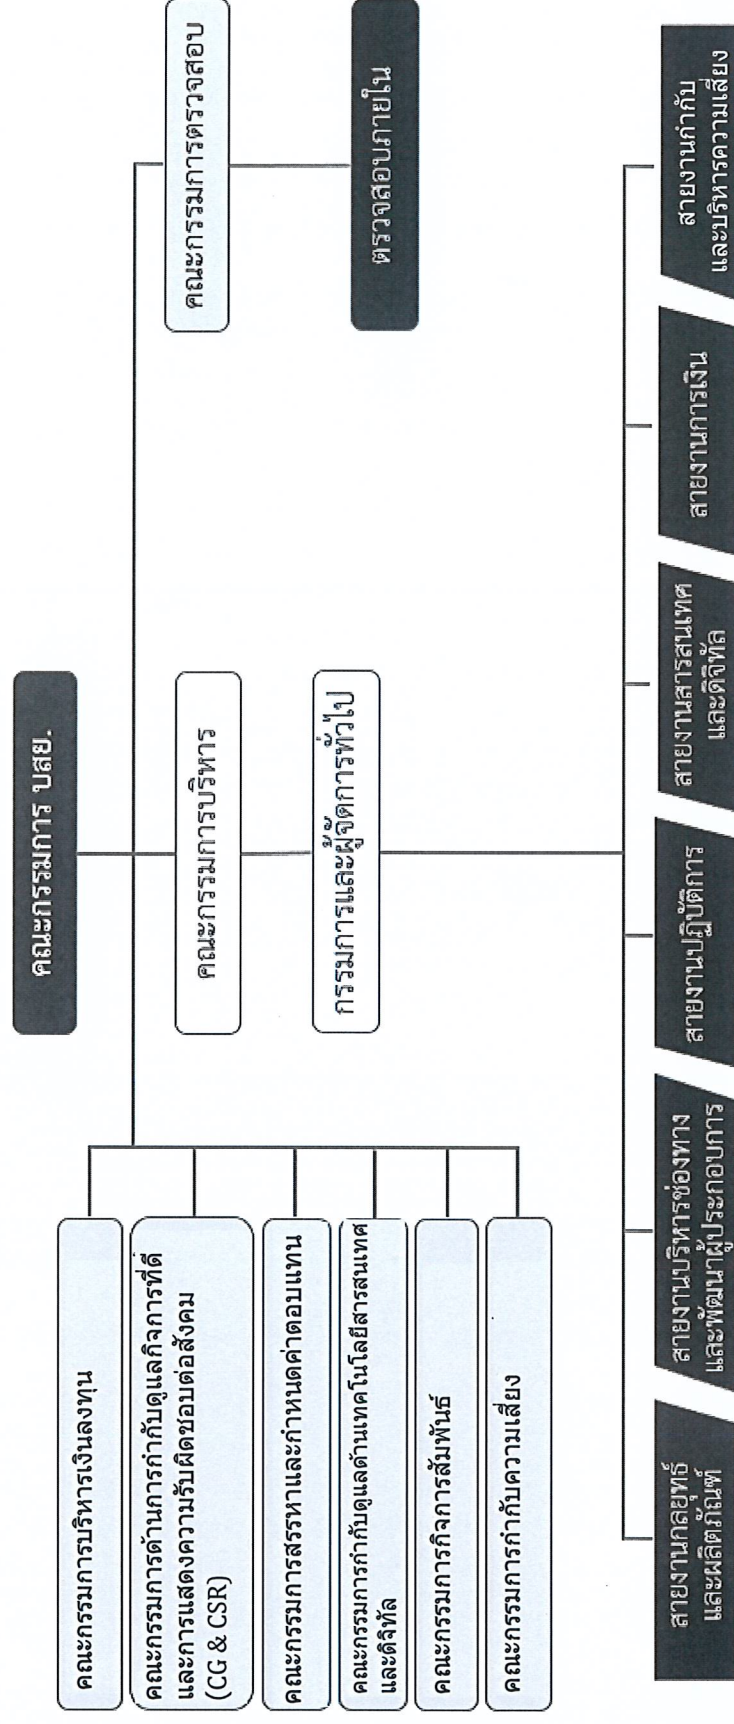 คณะกรรมการ บสย.
คณะกรรมการบริหารเงินลงทุน
คณะกรรมการด้านการกำกับดูแลกิจการที่ดี
และการแสดงความรับผิดชอบต่อสังคม
(CG & CSR)
คณะกรรมการสรรหาและกำหนดค่าตอบแทน
คณะกรรมการกำกับดูแลด้านเทคโนโลยีสารสนเทศ
และดิจิทัล
คณะกรรมการกิจการสัมพันธ์
คณะกรรมการกำกับความเสี่ยง
คณะกรรมการบริหาร
กรรมการและผู้จัดการทั่วไป
คณะกรรมการตรวจสอบ
ตรวจสอบภายใน
สายงานกลยุทธ์
และผลิตภัณฑ์
สายงานบริหารช่องทาง
และพัฒนาผู้ประกอบการ
สายงานปฏิบัติการ
สายงานสารสนเทศ
และดิจิทัล
สายงานการเงิน
สายงานกำกับ
และบริหารความเสี่ยง